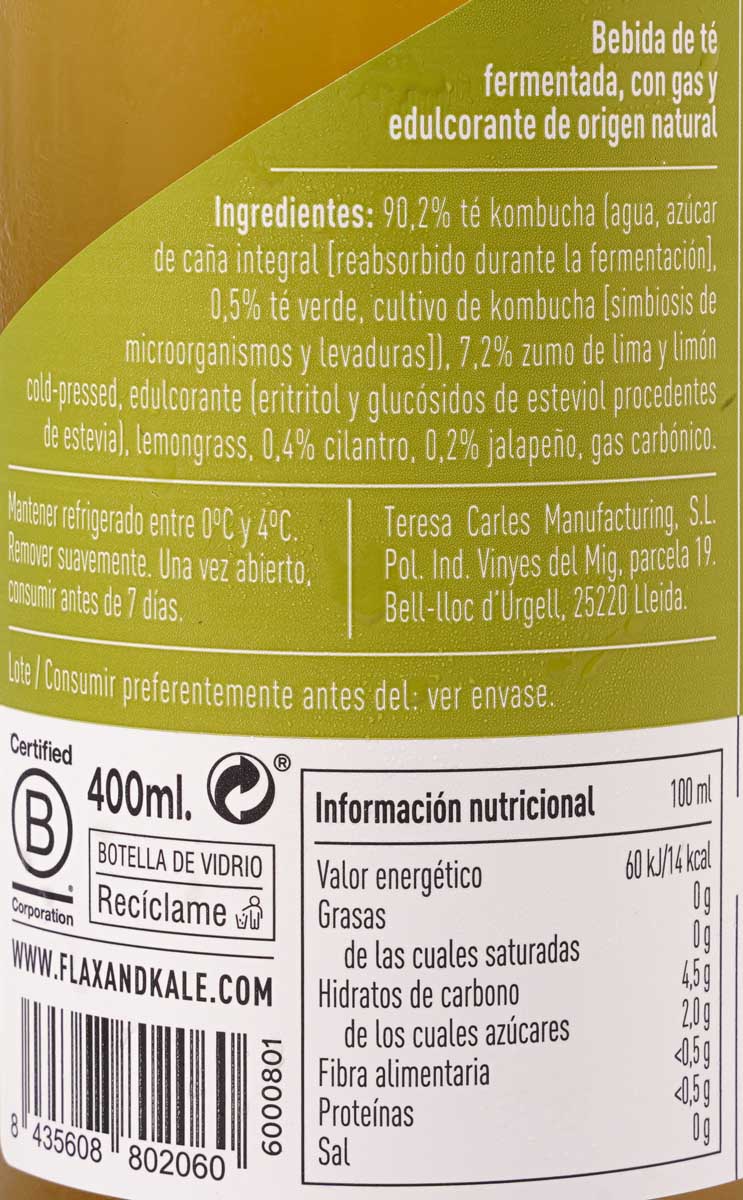 Bebida de té
fermentada, con gas y
edulcorante de origen natural
Ingredientes: 90,2% té kombucha (agua, azúcar
de caña integral [reabsorbido durante la fermentación],
0,5% té verde, cultivo de kombucha [simbiosis de
microorganismos y levaduras]), 7,2% zumo de lima y limón
cold-pressed, edulcorante (eritritol y glucósidos de esteviol procedentes
de estevia), lemongrass, 0,4% cilantro, 0,2% jalapeño, gas carbónico.
Mantener refrigerado entre 0ºC y 4ºC.
Remover suavemente. Una vez abierto,
consumir antes de 7 días.
Teresa Carles Manufacturing, S.L.
Pol. Ind. Vinyes del Mig, parcela 19.
Bell-lloc d'Urgell, 25220 Lleida.
Lote / Consumir preferentemente antes del: ver envase.
Certified
B
®
Corporation
400ml.
®
BOTELLA DE VIDRIO
Recíclame
WWW.FLAXANDKALE.COM
8 435608 802060
6000801
Información nutricional 100 ml
Valor energético 60 kJ/14 kcal
Grasas 0g
de las cuales saturadas 0g
Hidratos de carbono 4,5g
de los cuales azúcares 2,0g
Fibra alimentaria <0,5g
Proteínas <0,5g
Sal 0g